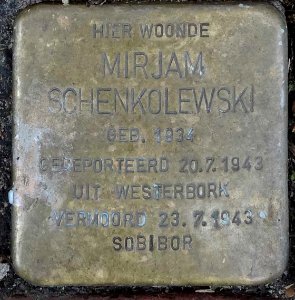 HIER WOONDE
MIRJAM
SCHENKOLEWSKI
GEB. 1934
GEDEPORTEERD 20.7.1943
UIT WESTERBORK
VERMOORD 23.7.1943
SOBIBOR